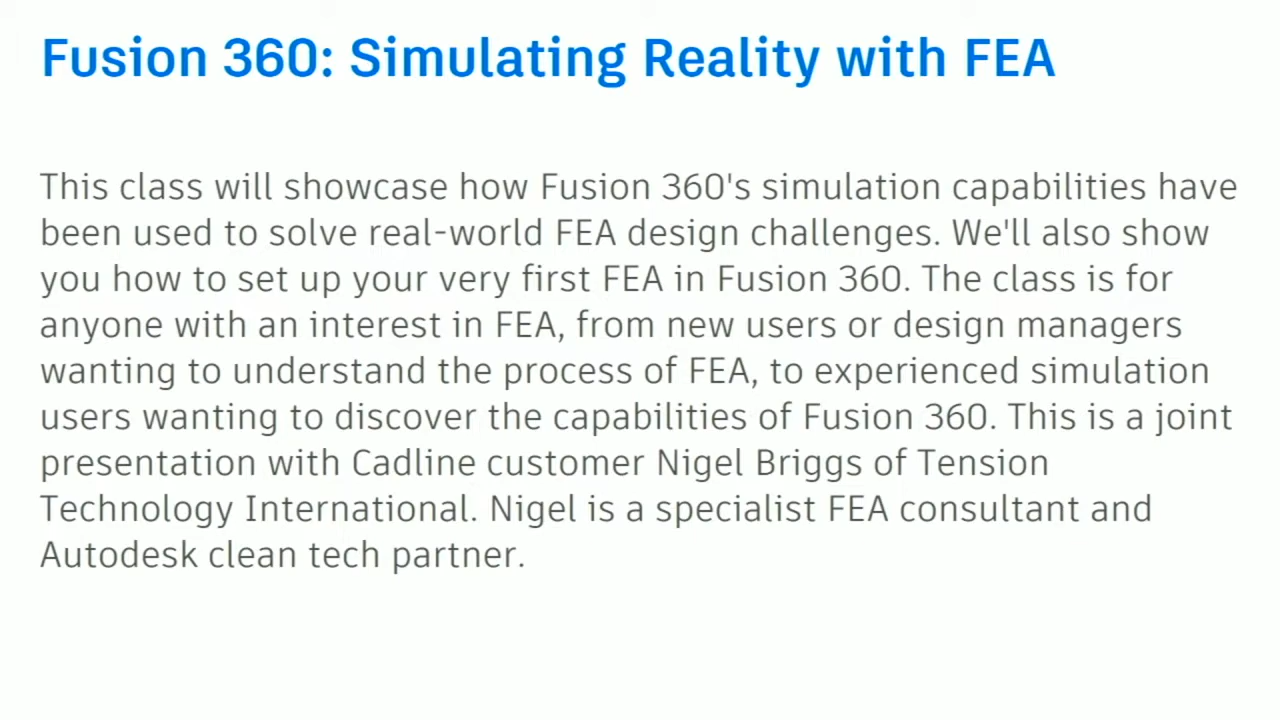 Fusion 360: Simulating Reality with FEA
This class will showcase how Fusion 360's simulation capabilities have
been used to solve real-world FEA design challenges. We'll also show
you how to set up your very first FEA in Fusion 360. The class is for
anyone with an interest in FEA, from new users or design managers
wanting to understand the process of FEA, to experienced simulation
users wanting to discover the capabilities of Fusion 360. This is a joint
presentation with Cadline customer Nigel Briggs of Tension
Technology International. Nigel is a specialist FEA consultant and
Autodesk clean tech partner.